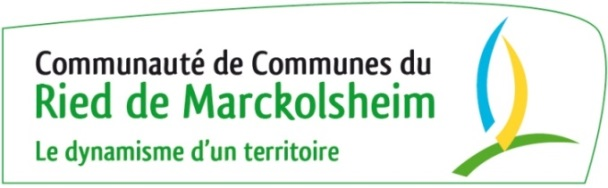 Communauté de Communes du
Ried de Marckolsheim
Le dynamisme d'un territoire